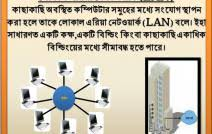 কাছাকাছি অবস্থিত কম্পিউটার সমুহের মধ্যে সংযোগ স্থাপন
করা হলে তাকে লোকাল এরিয়া নেটওয়ার্ক (LAN) বলে। ইহা
সাধারণত একটি কক্ষ,একটি বিল্ডিং কিংবা কাছাকাছি একাধিক
বিল্ডিংয়ের মধ্যে সীমাবদ্ধ হতে পারে।